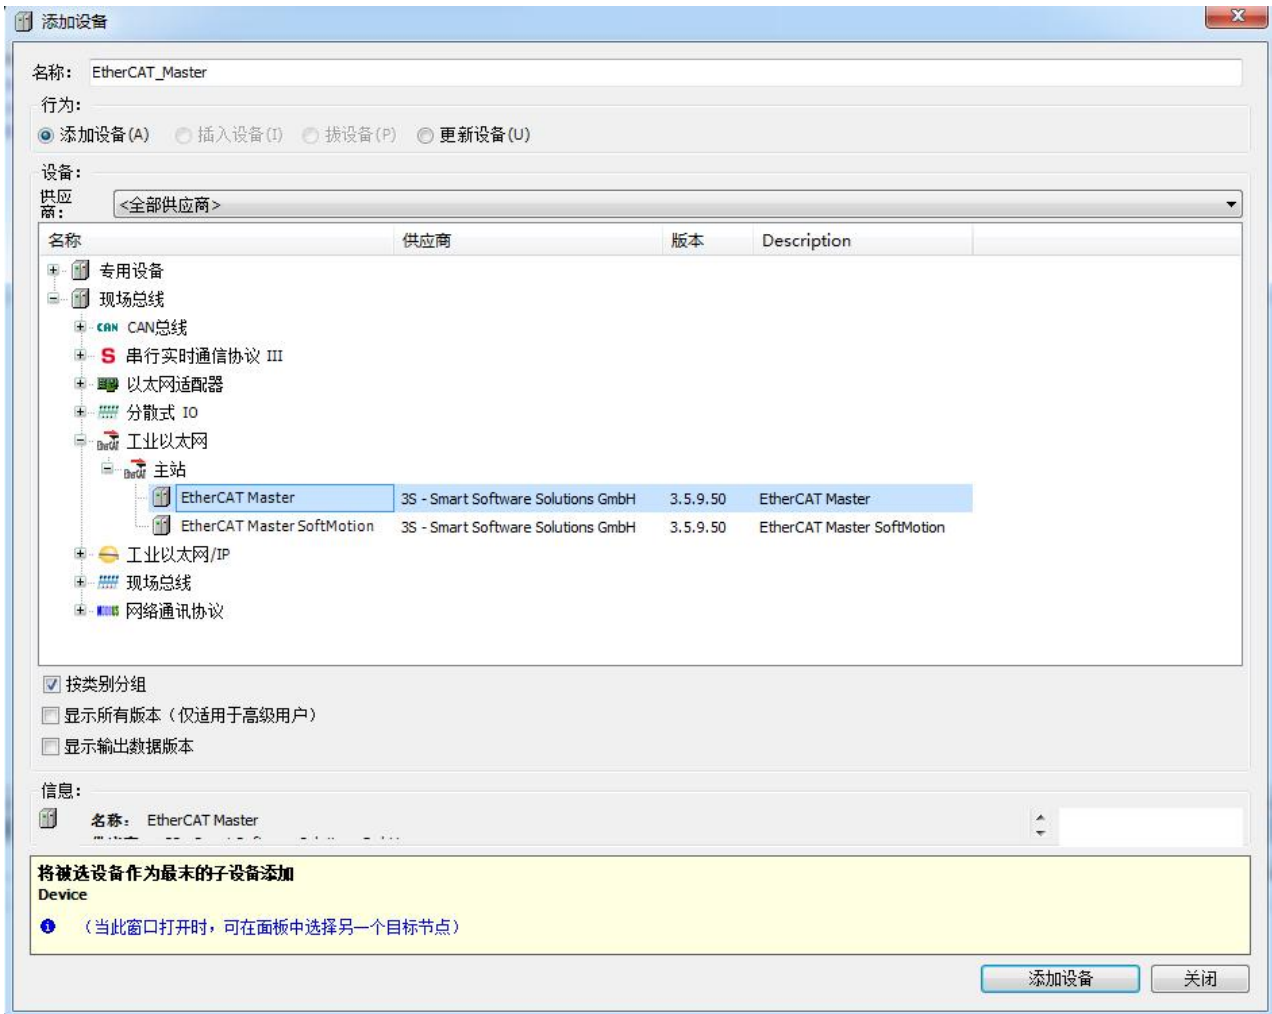 添加设备
名称: EtherCAT_Master
行为:
添加设备(A) 插入设备(I) 拔设备(P) 更新设备(U)
设备:
供应商: <全部供应商>
名称 供应商 版本 Description
专用设备
现场总线
CAN CAN总线
S 串行实时通信协议 III
以太网适配器
分散式 IO
工业以太网
主站
EtherCAT Master 3S - Smart Software Solutions GmbH 3.5.9.50 EtherCAT Master
EtherCAT Master SoftMotion 3S - Smart Software Solutions GmbH 3.5.9.50 EtherCAT Master SoftMotion
工业以太网/IP
现场总线
网络通讯协议
按类别分组
显示所有版本（仅适用于高级用户）
显示输出数据版本
信息:
名称: EtherCAT Master
将被选设备作为最末的子设备添加
Device
（当此窗口打开时，可在面板中选择另一个目标节点）
添加设备 关闭